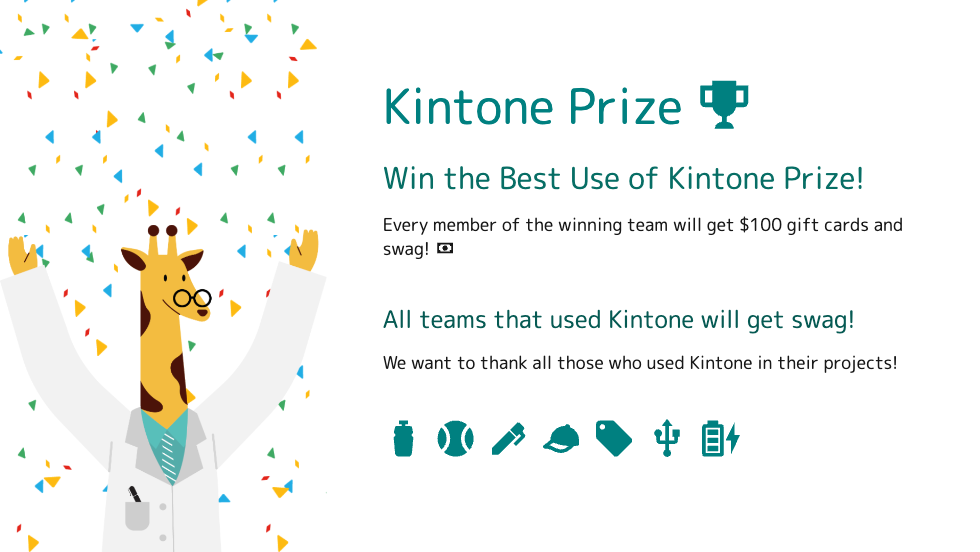 Kintone Prize
Win the Best Use of Kintone Prize!
Every member of the winning team will get $100 gift cards and
swag!
All teams that used Kintone will get swag!
We want to thank all those who used Kintone in their projects!